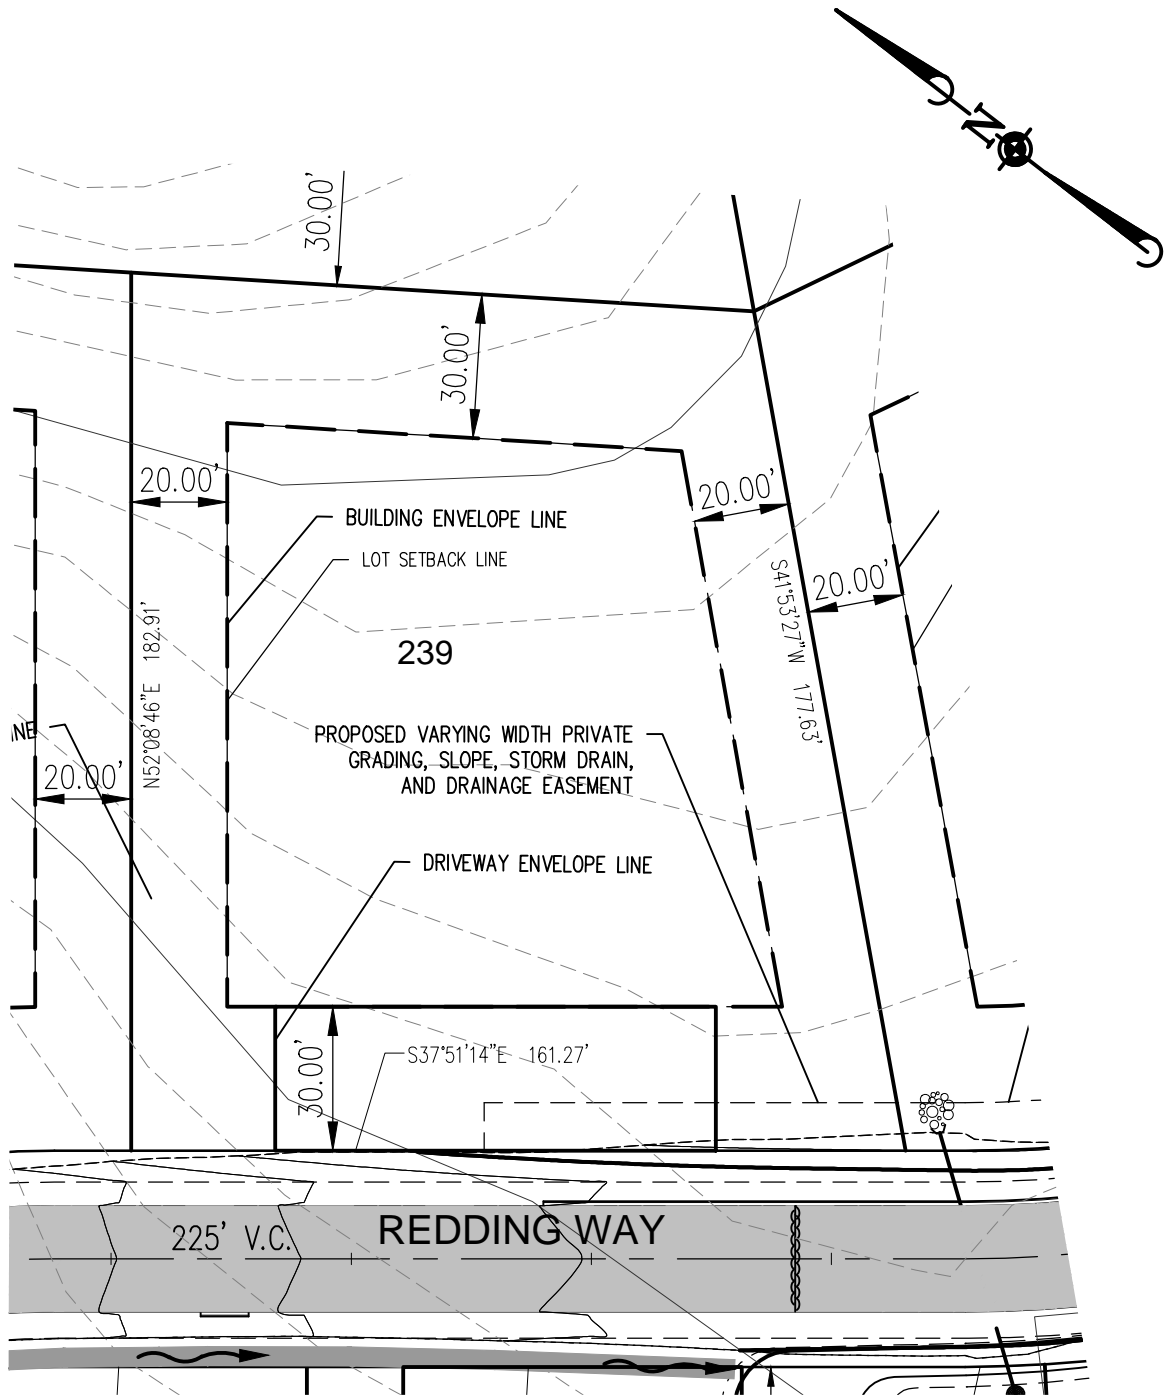 N
30.00'
30.00'
20.00'
20.00'
BUILDING ENVELOPE LINE
LOT SETBACK LINE
20.00'
S41°53'27"W 177.63'
N52°08'46"E 182.91'
239
INE
PROPOSED VARYING WIDTH PRIVATE
GRADING, SLOPE, STORM DRAIN,
AND DRAINAGE EASEMENT
20.00'
DRIVEWAY ENVELOPE LINE
30.00'
S37°51'14"E 161.27'
225' V.C.
REDDING WAY